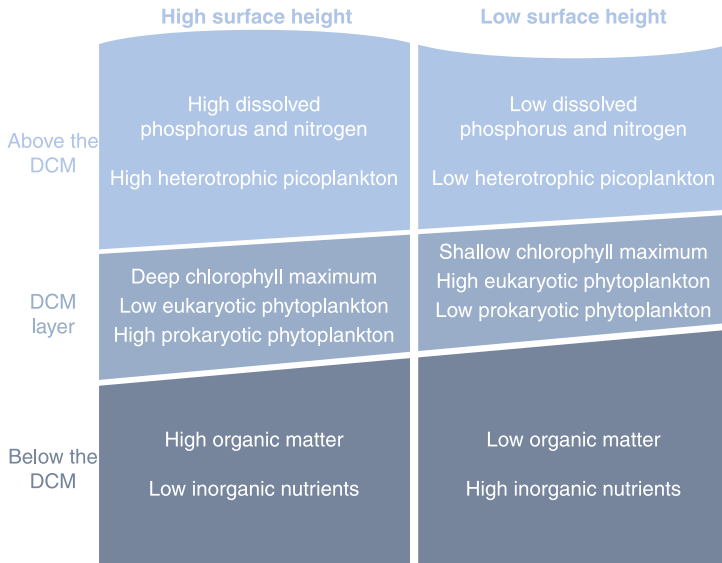 High surface height
Low surface height
Above the
DCM
High dissolved
phosphorus and nitrogen
High heterotrophic picoplankton
Low dissolved
phosphorus and nitrogen
Low heterotrophic picoplankton
DCM
layer
Deep chlorophyll maximum
Low eukaryotic phytoplankton
High prokaryotic phytoplankton
Shallow chlorophyll maximum
High eukaryotic phytoplankton
Low prokaryotic phytoplankton
Below the
DCM
High organic matter
Low inorganic nutrients
Low organic matter
High inorganic nutrients